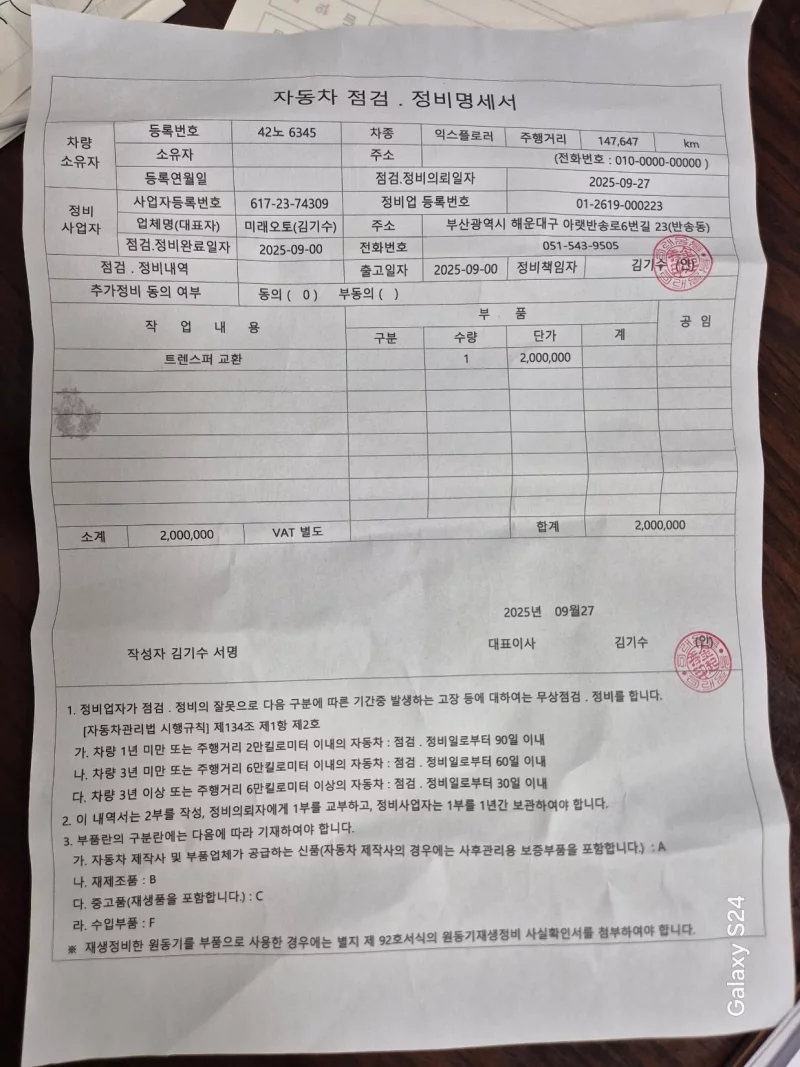 자동차 점검 . 정비명세서
차량 소유자 등록번호 42노 6345 차종 익스플로러 주행거리 147,647 km
소유자 주소 (전화번호 : 010-0000-00000 )
등록연월일 점검.정비의뢰일자 2025-09-27
정비 사업자 사업자등록번호 617-23-74309 정비업 등록번호 01-2619-000223
업체명(대표자) 미래오토(김기수) 주소 부산광역시 해운대구 아랫반송로6번길 23(반송동)
점검.정비완료일자 2025-09-00 전화번호 051-543-9505
점검 . 정비내역 출고일자 2025-09-00 정비책임자 김기수 (인)
추가정비 동의 여부 동의 ( 0 ) 부동의 ( )
작 업 내 용 부 품 공 임
구분 수량 단가 계
트렌스퍼 교환 1 2,000,000
소계 2,000,000 VAT 별도 합계 2,000,000
2025년 09월27
작성자 김기수 서명 대표이사 김기수 (인)
1. 정비업자가 점검 . 정비의 잘못으로 다음 구분에 따른 기간중 발생하는 고장 등에 대하여는 무상점검 . 정비를 합니다.
[자동차관리법 시행규칙] 제134조 제1항 제2호
가. 차량 1년 미만 또는 주행거리 2만킬로미터 이내의 자동차 : 점검 . 정비일로부터 90일 이내
나. 차량 3년 미만 또는 주행거리 6만킬로미터 이내의 자동차 : 점검 . 정비일로부터 60일 이내
다. 차량 3년 이상 또는 주행거리 6만킬로미터 이상의 자동차 : 점검 . 정비일로부터 30일 이내
2. 이 내역서는 2부를 작성, 정비의뢰자에게 1부를 교부하고, 정비사업자는 1부를 1년간 보관하여야 합니다.
3. 부품란의 구분란에는 다음에 따라 기재하여야 합니다.
가. 자동차 제작사 및 부품업체가 공급하는 신품(자동차 제작사의 경우에는 사후관리용 보증부품을 포함합니다.) : A
나. 재제조품 : B
다. 중고품(재생품을 포함합니다.) : C
라. 수입부품 : F
※ 재생정비한 원동기를 부품으로 사용한 경우에는 별지 제 92호서식의 원동기재생정비 사실확인서를 첨부하여야 합니다.
Galaxy S24